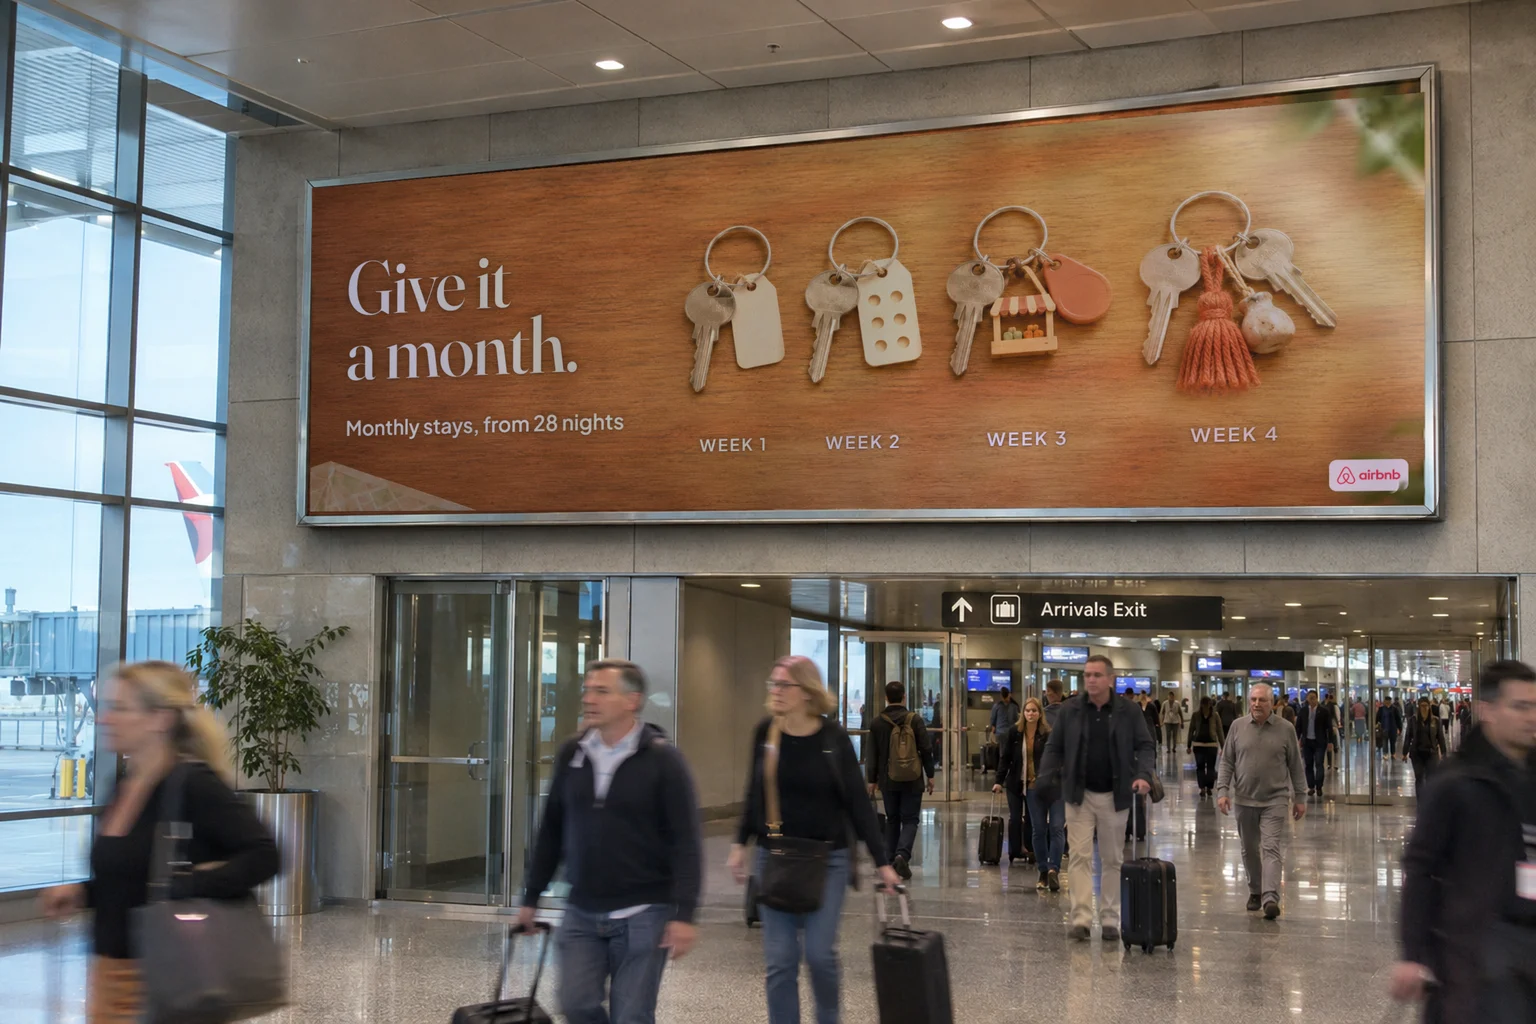 Give it
a month.
Monthly stays, from 28 nights
WEEK 1
WEEK 2
WEEK 3
WEEK 4
airbnb
Arrivals Exit